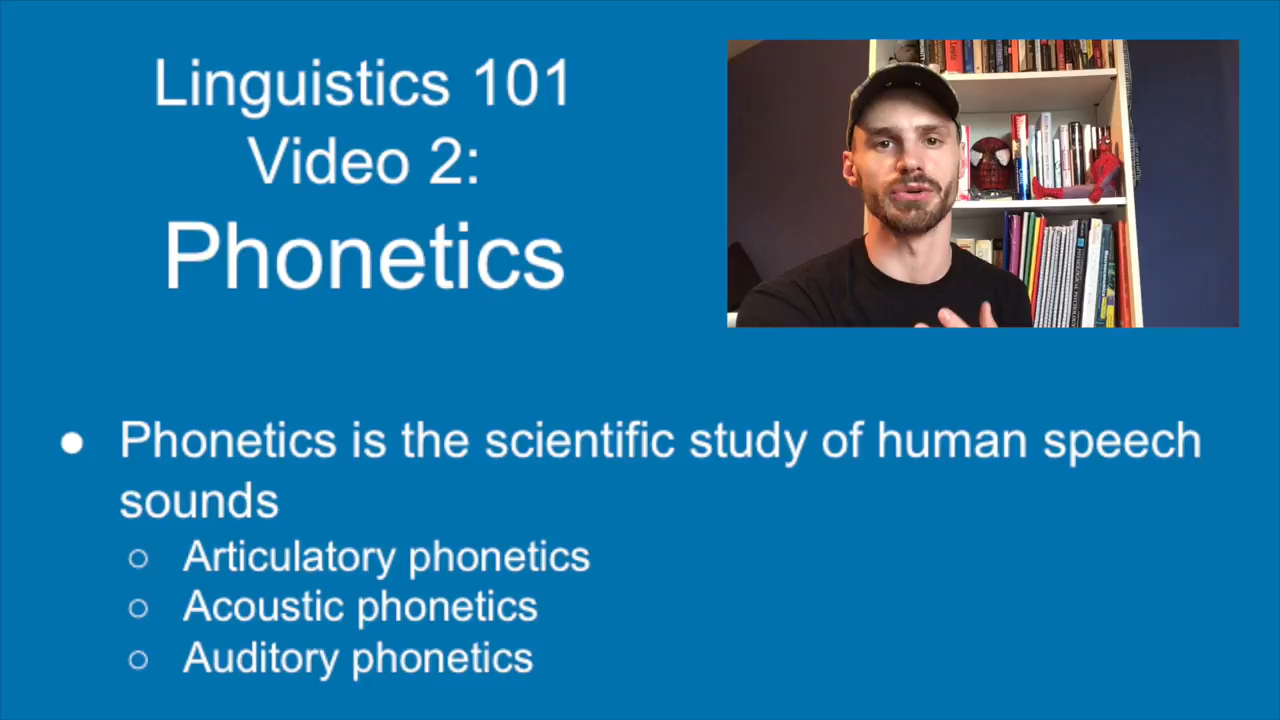 Linguistics 101
Video 2:
Phonetics
● Phonetics is the scientific study of human speech
sounds
○ Articulatory phonetics
○ Acoustic phonetics
○ Auditory phonetics